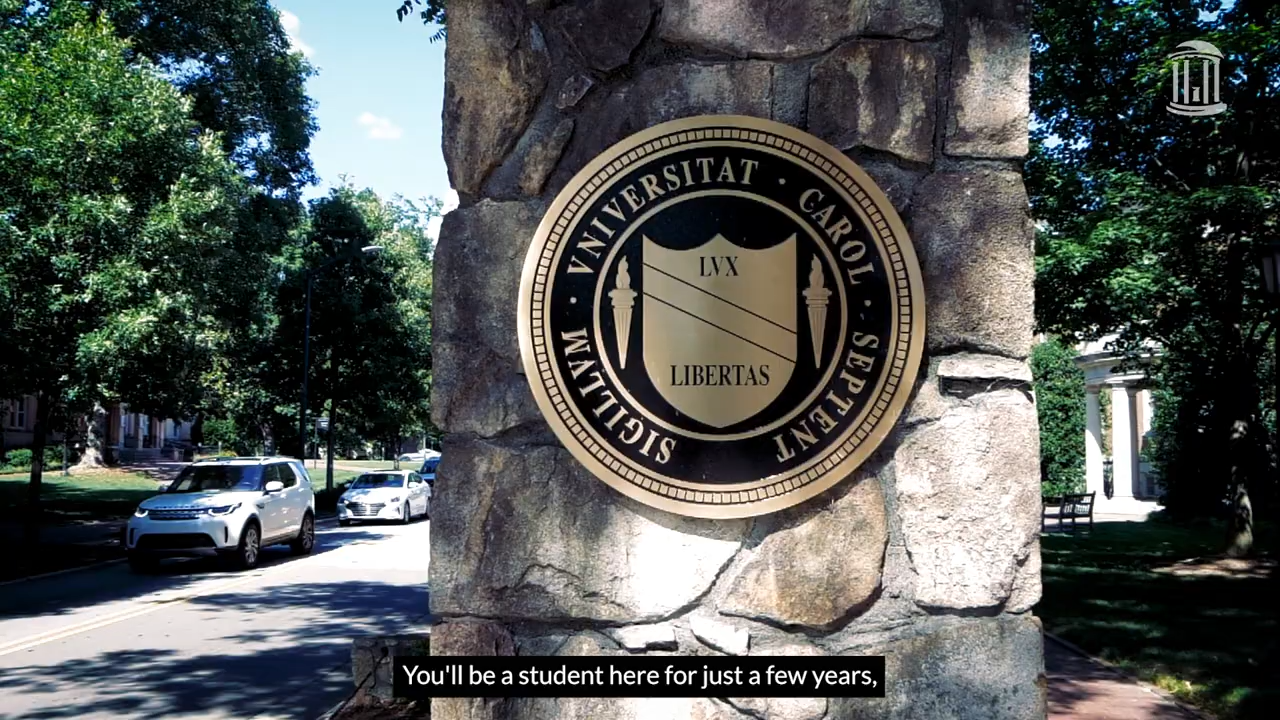 SIGILLVM · VNIVERSITAT · CAROL · SEPTENT
LVX
LIBERTAS
You'll be a student here for just a few years,